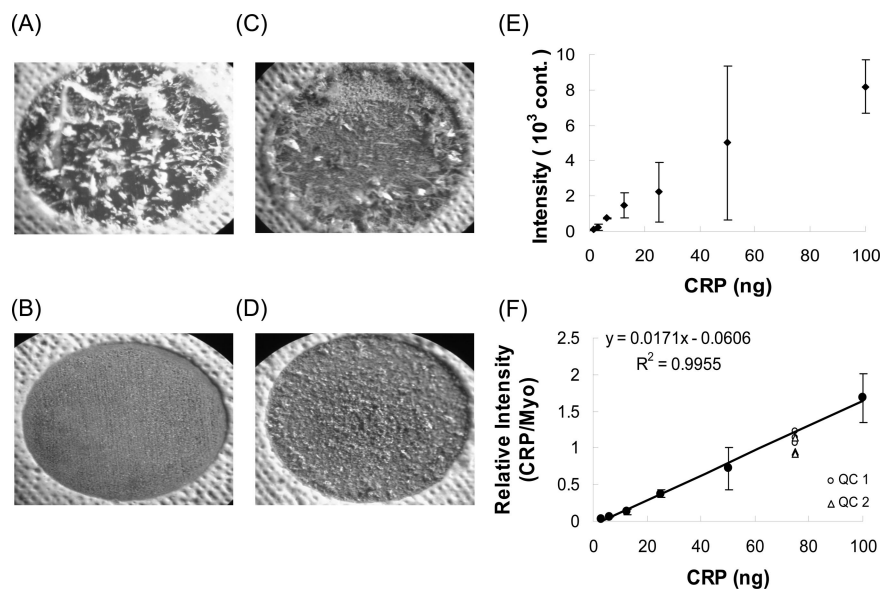 (A)
(C)
(E)
10
8
6
4
2
0
Intensity ( 10³ cont. )
0 20 40 60 80 100
CRP (ng)
(B)
(D)
(F)
2.5
2
1.5
1
0.5
0
Relative Intensity
(CRP/Myo)
y = 0.0171x - 0.0606
R² = 0.9955
QC 1
QC 2
0 20 40 60 80 100
CRP (ng)